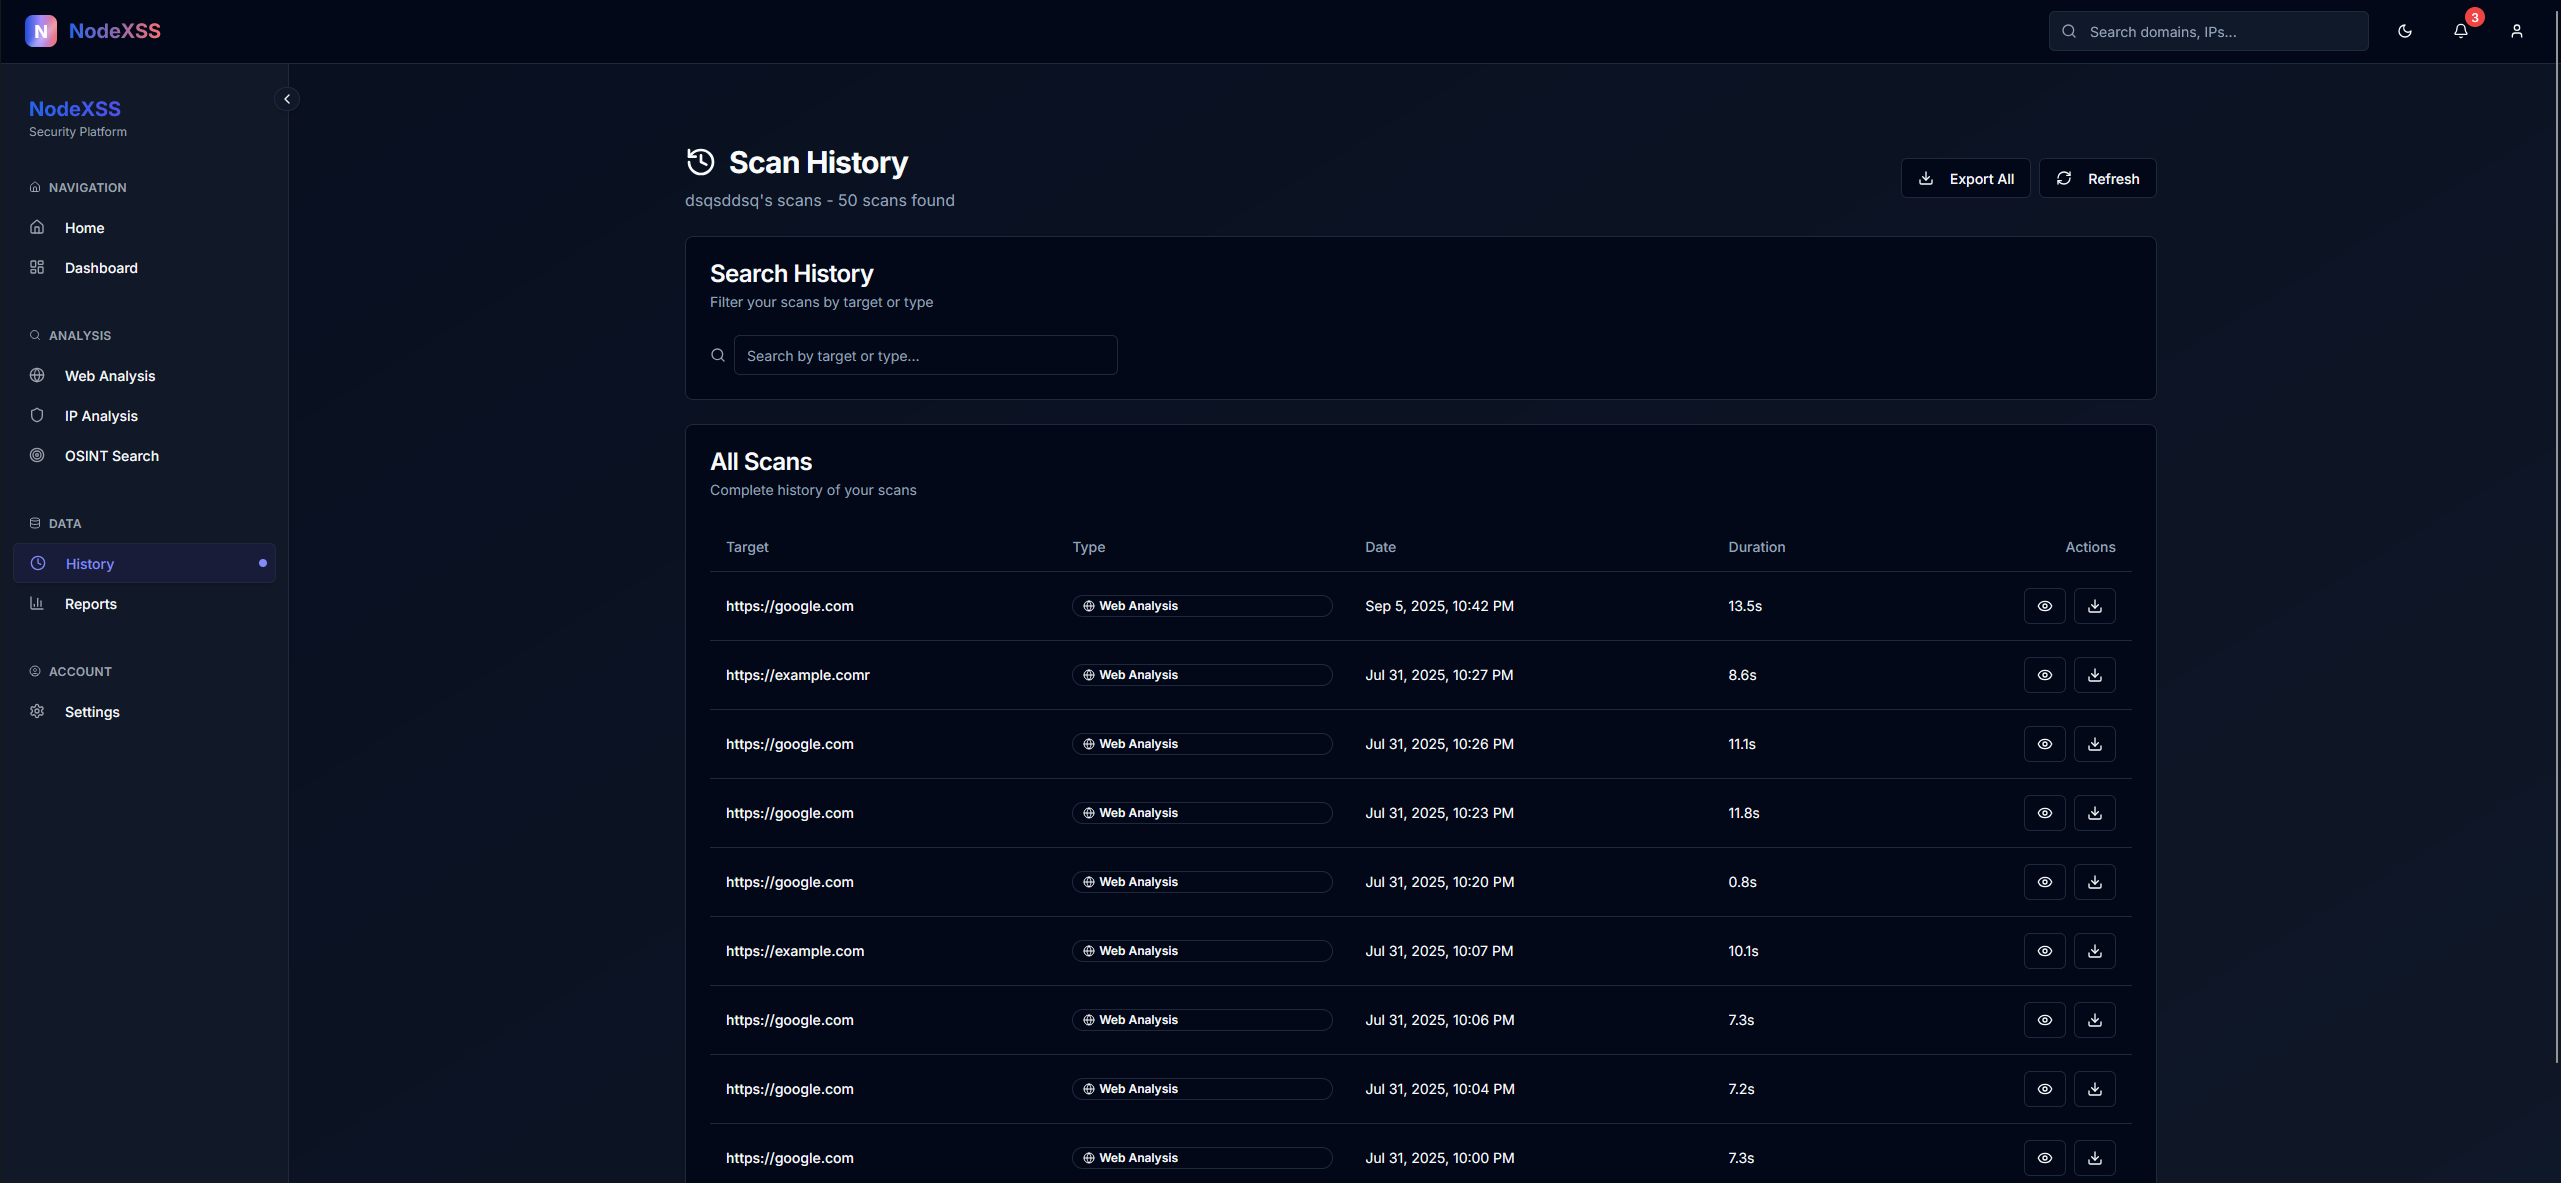 N NodeXSS
Search domains, IPs...
3
NodeXSS
Security Platform
NAVIGATION
Home
Dashboard
ANALYSIS
Web Analysis
IP Analysis
OSINT Search
DATA
History
Reports
ACCOUNT
Settings
Scan History
dsqsddsq's scans - 50 scans found
Export All
Refresh
Search History
Filter your scans by target or type
Search by target or type...
All Scans
Complete history of your scans
Target Type Date Duration Actions
https://google.com Web Analysis Sep 5, 2025, 10:42 PM 13.5s
https://example.comr Web Analysis Jul 31, 2025, 10:27 PM 8.6s
https://google.com Web Analysis Jul 31, 2025, 10:26 PM 11.1s
https://google.com Web Analysis Jul 31, 2025, 10:23 PM 11.8s
https://google.com Web Analysis Jul 31, 2025, 10:20 PM 0.8s
https://example.com Web Analysis Jul 31, 2025, 10:07 PM 10.1s
https://google.com Web Analysis Jul 31, 2025, 10:06 PM 7.3s
https://google.com Web Analysis Jul 31, 2025, 10:04 PM 7.2s
https://google.com Web Analysis Jul 31, 2025, 10:00 PM 7.3s